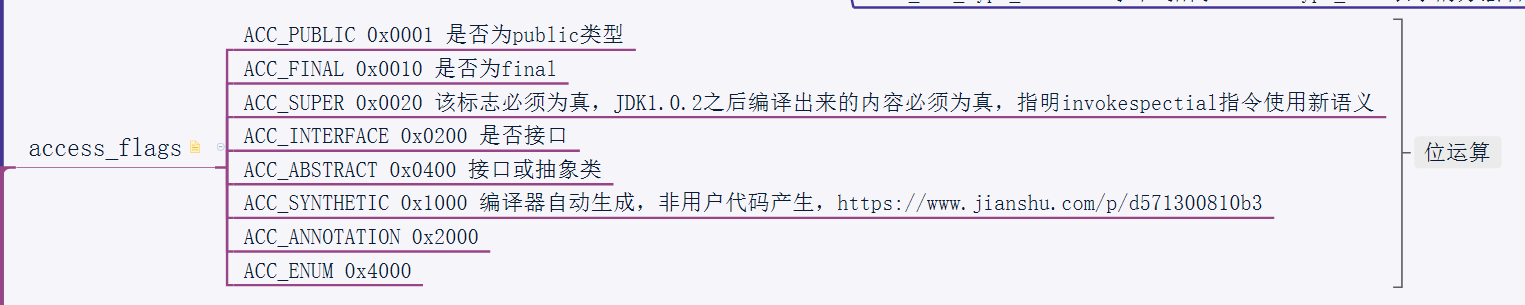 ACC_PUBLIC 0x0001 是否为public类型
ACC_FINAL 0x0010 是否为final
ACC_SUPER 0x0020 该标志必须为真，JDK1.0.2之后编译出来的内容必须为真，指明invokespectial指令使用新语义
ACC_INTERFACE 0x0200 是否接口
access_flags
位运算
ACC_ABSTRACT 0x0400 接口或抽象类
ACC_SYNTHETIC 0x1000 编译器自动生成，非用户代码产生，https://www.jianshu.com/p/d571300810b3
ACC_ANNOTATION 0x2000
ACC_ENUM 0x4000